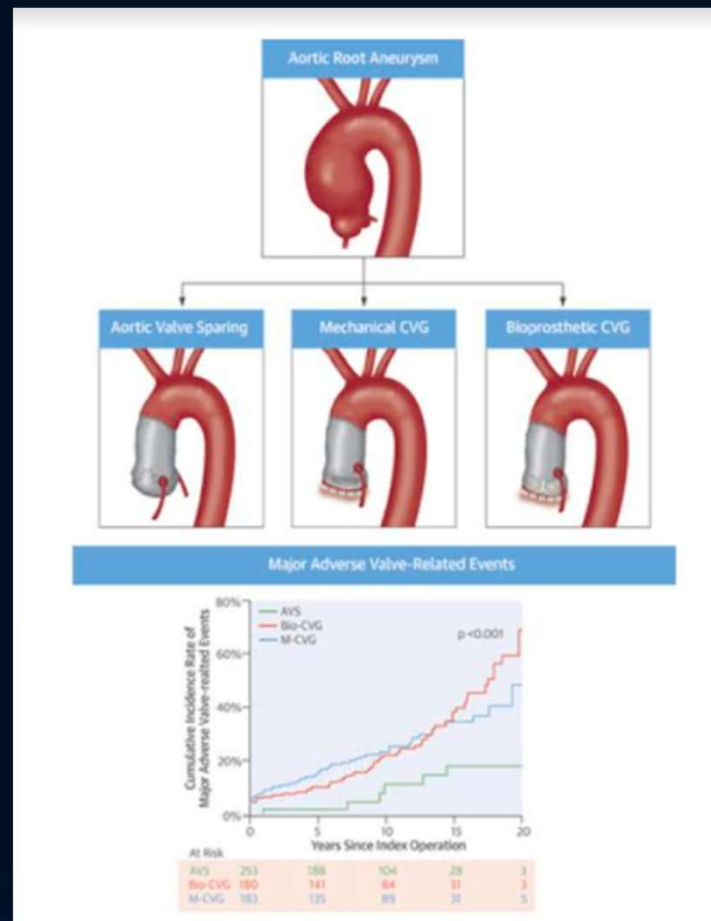 Aortic Root Aneurysm
Aortic Valve Sparing
Mechanical CVG
Bioprosthetic CVG
Major Adverse Valve-Related Events
Cumulative Incidence Rate of
Major Adverse Valve-realted Events
80%
60%
40%
20%
0%
AVS
Bio-CVG
M-CVG
p <0.001
0 5 10 15 20
Years Since Index Operation
At Risk
AVS 253 188 104 28 3
Bio-CVG 180 141 84 31 3
M-CVG 183 135 89 31 5